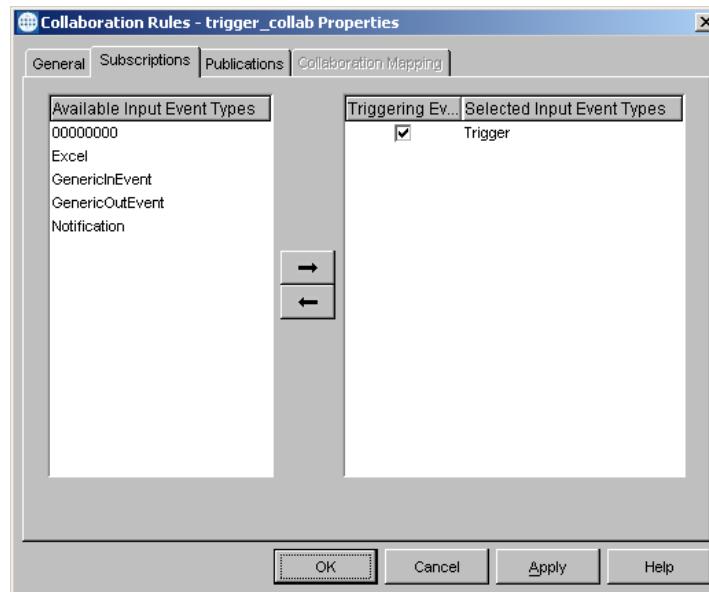 Collaboration Rules - trigger_collab Properties
General Subscriptions Publications Collaboration Mapping
Available Input Event Types
00000000
Excel
GenericInEvent
GenericOutEvent
Notification
Triggering Ev... Selected Input Event Types
Trigger
OK Cancel Apply Help